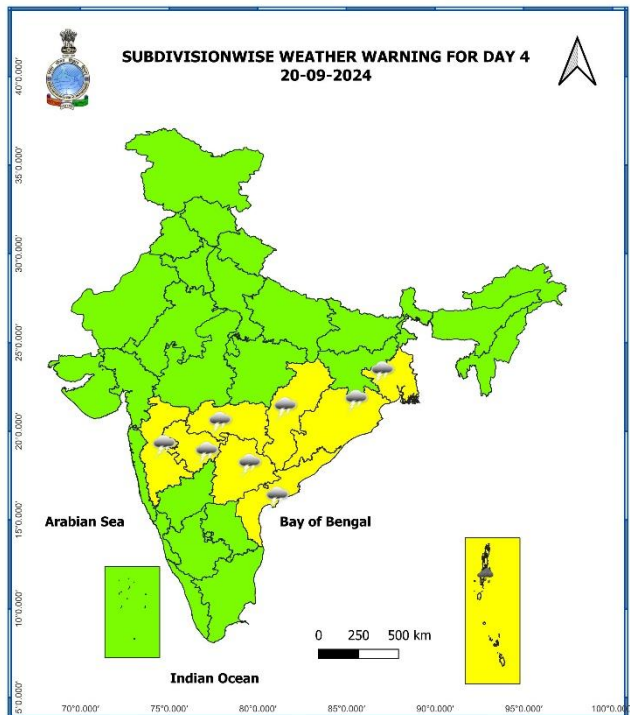 SUBDIVISIONWISE WEATHER WARNING FOR DAY 4
20-09-2024
40°0.000'
35°0.000'
30°0.000'
25°0.000'
20°0.000'
15°0.000'
10°0.000'
5°0.000'
Arabian Sea
Bay of Bengal
0 250 500 km
Indian Ocean
70°0.000' 75°0.000' 80°0.000' 85°0.000' 90°0.000' 95°0.000' 100°0.000'